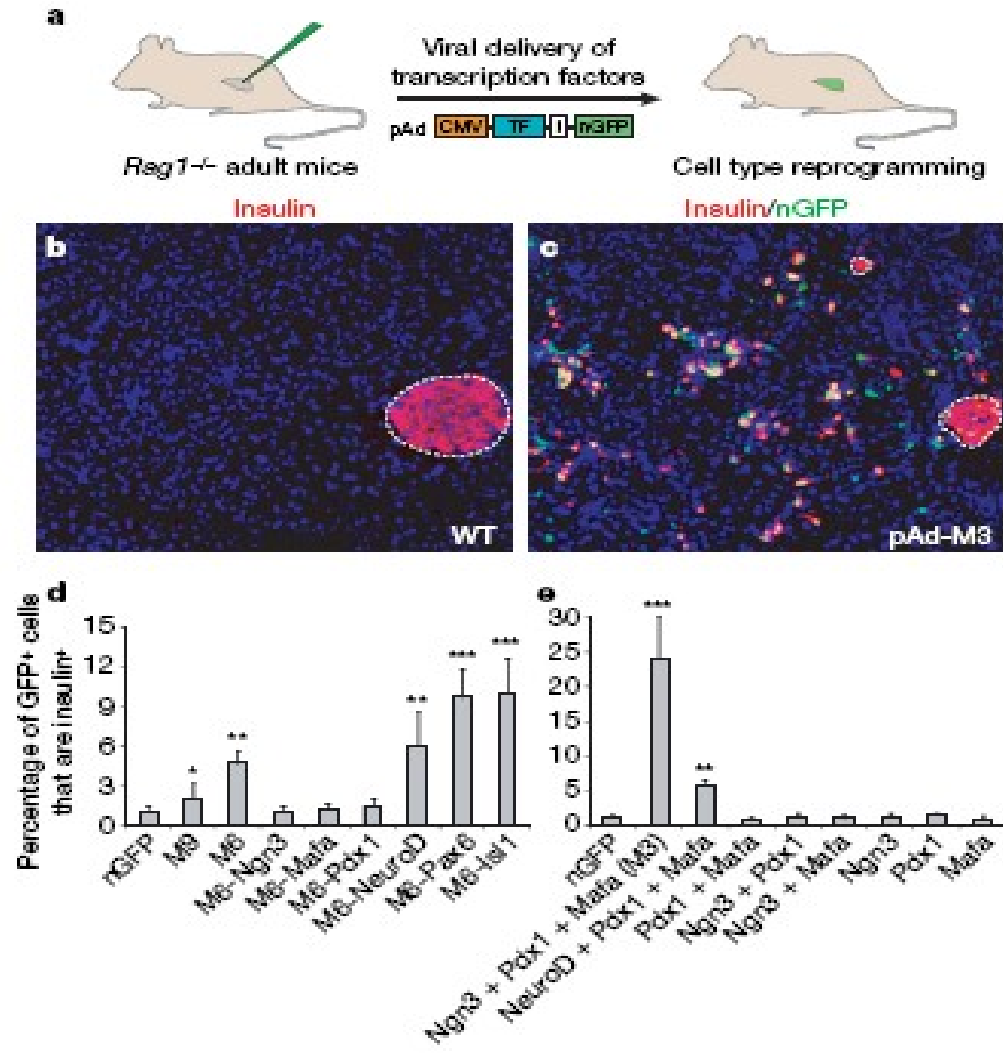 a
Viral delivery of
transcription factors
pAd CMV TF I nGFP
Rag1–/– adult mice
Cell type reprogramming
Insulin
Insulin/nGFP
b
c
WT
pAd-M3
d
e
Percentage of GFP+ cells
that are insulin+
15
12
9
6
3
0
*
**
**
***
***
nGFP
M9
M6
M6–Ngn3
M6–Mafa
M6–Pdx1
M6–NeuroD
M6–Pax6
M6–Isl1
30
25
20
15
10
5
0
***
**
nGFP
Ngn3 + Pdx1 + Mafa (M3)
NeuroD + Pdx1 + Mafa
Pdx1 + Mafa
Ngn3 + Pdx1
Ngn3 + Mafa
Ngn3
Pdx1
Mafa